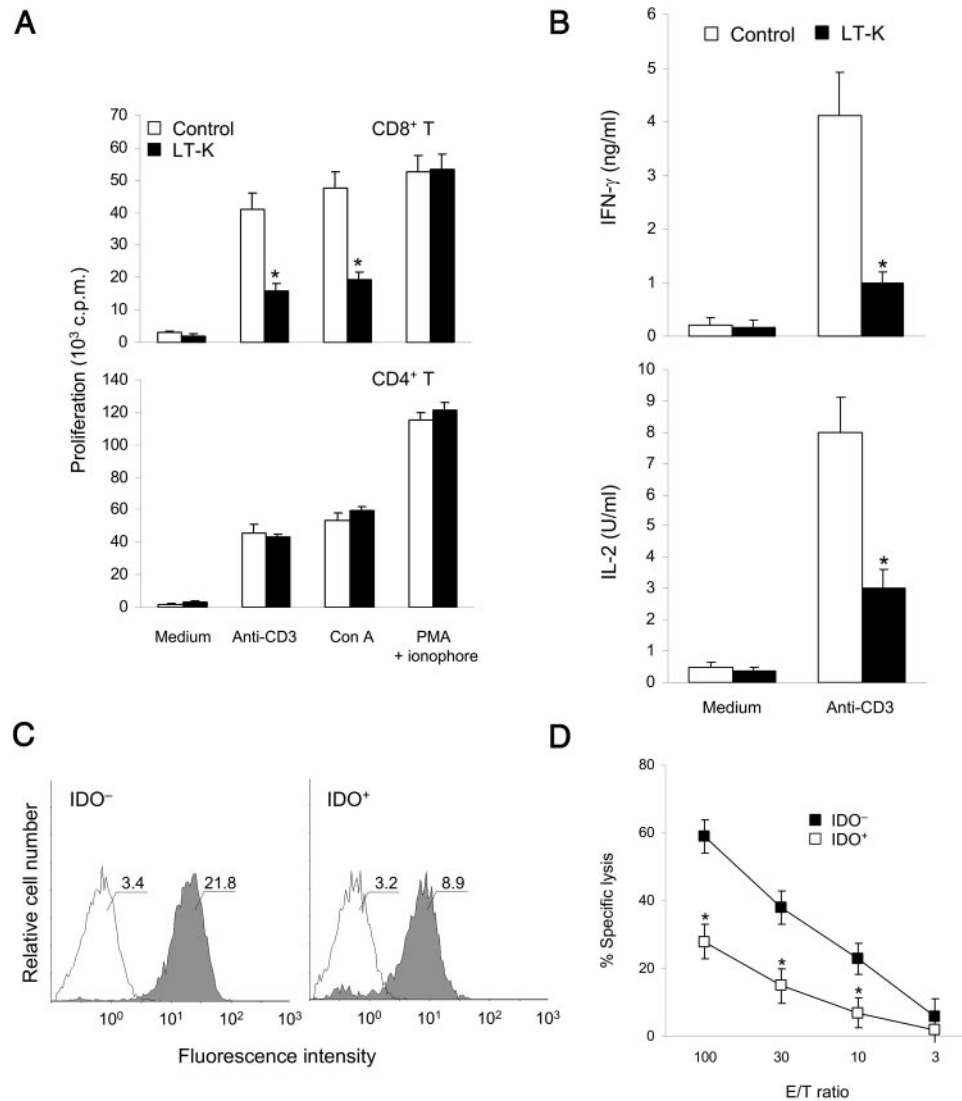 A
Proliferation (10³ c.p.m.)
70
60
50
40
30
20
10
0
Control
LT-K
CD8⁺ T
*
*
140
120
100
80
60
40
20
0
CD4⁺ T
Medium
Anti-CD3
Con A
PMA
+ ionophore
B
Control
LT-K
IFN-γ (ng/ml)
6
5
4
3
2
1
0
*
IL-2 (U/ml)
10
9
8
7
6
5
4
3
2
1
0
*
Medium
Anti-CD3
C
Relative cell number
IDO⁻
3.4
21.8
10⁰
10¹
10²
10³
IDO⁺
3.2
8.9
10⁰
10¹
10²
10³
Fluorescence intensity
D
% Specific lysis
80
60
40
20
0
IDO⁻
IDO⁺
*
*
*
100
30
10
3
E/T ratio